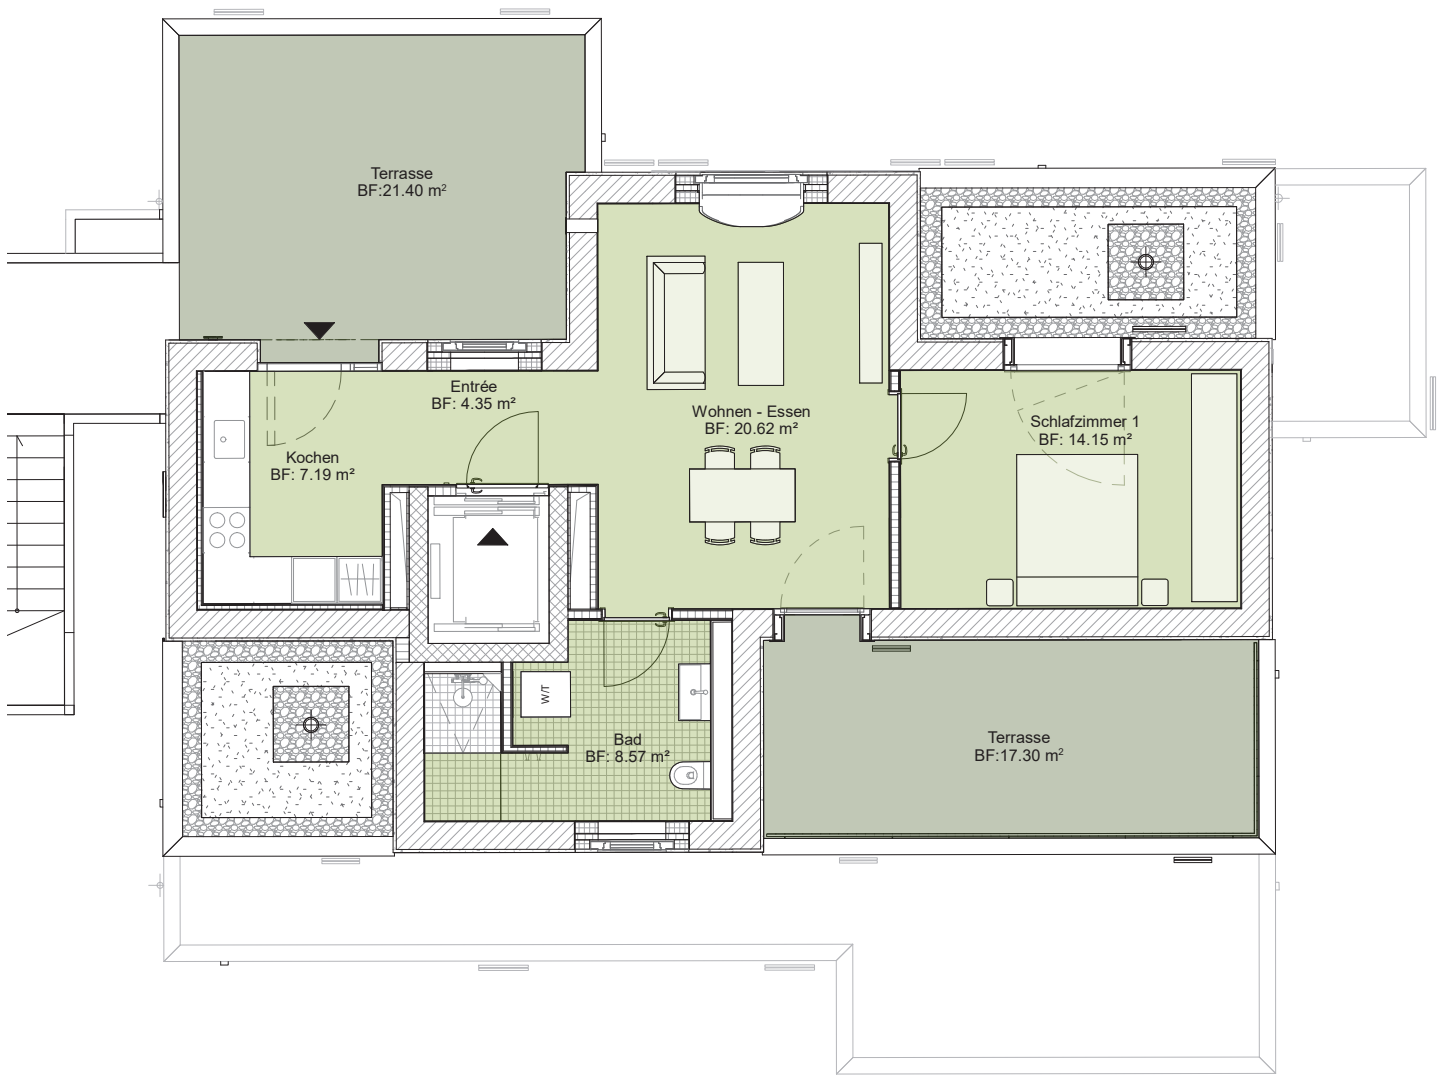 Terrasse
BF:21.40 m²
Entrée
BF: 4.35 m²
Wohnen - Essen
BF: 20.62 m²
Schlafzimmer 1
BF: 14.15 m²
Kochen
BF: 7.19 m²
W/T
Bad
BF: 8.57 m²
Terrasse
BF:17.30 m²